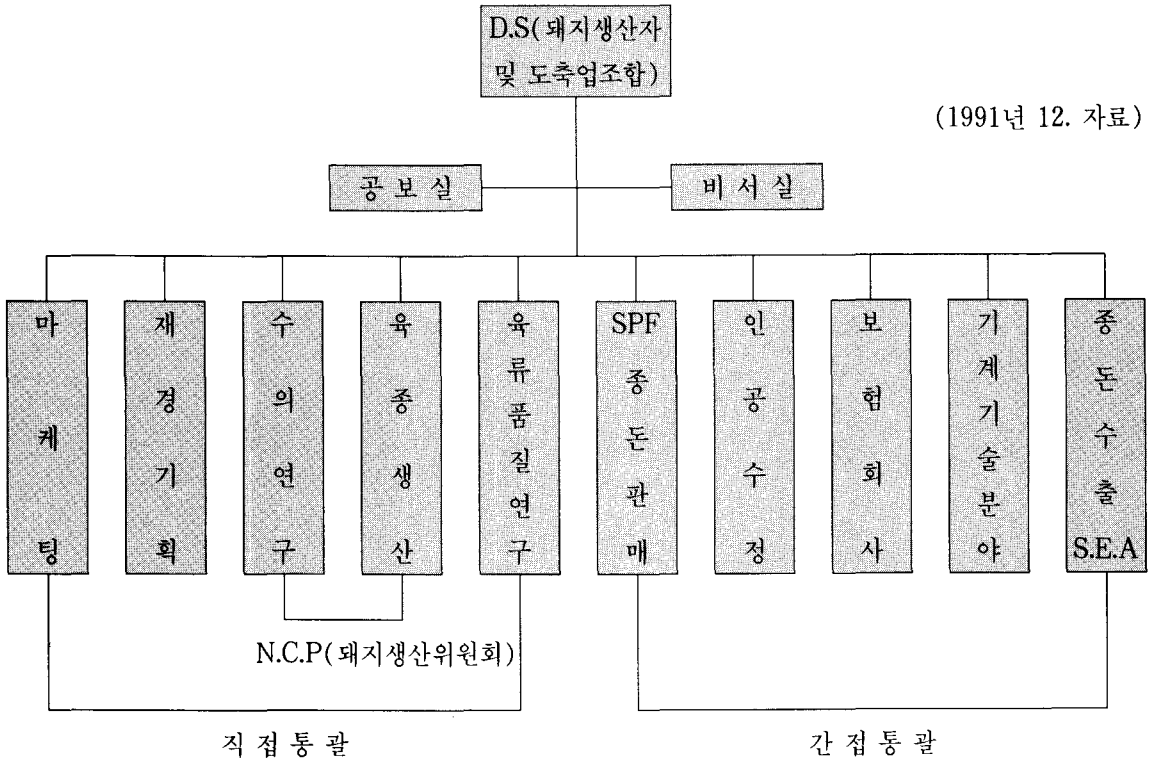 D.S(돼지생산자
및 도축업조합)
(1991년 12. 자료)
공보실
비서실
마케팅
재경기획
수의연구
육종생산
육류품질연구
SPF종돈판매
인공수정
보험회사
기계기술분야
종돈수출S.E.A
N.C.P(돼지생산위원회)
직접통괄
간접통괄